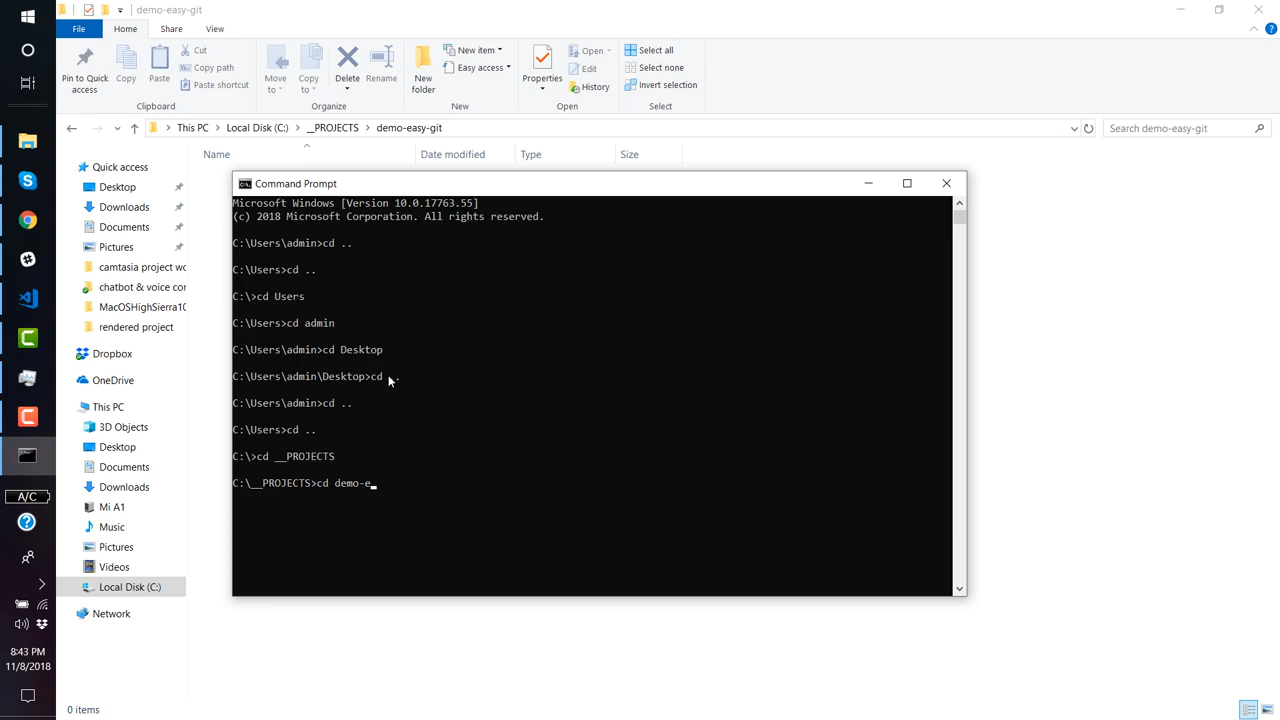 demo-easy-git
File
Home
Share
View
Pin to Quick access
Copy
Paste
Cut
Copy path
Paste shortcut
Clipboard
Move to
Copy to
Delete
Rename
Organize
New folder
New item
Easy access
New
Properties
Open
Edit
History
Open
Select all
Select none
Invert selection
Select
This PC
Local Disk (C:)
__PROJECTS
demo-easy-git
Search demo-easy-git
Name
Date modified
Type
Size
Quick access
Desktop
Downloads
Documents
Pictures
camtasia project wo
chatbot & voice cor
MacOSHighSierra10
rendered project
Dropbox
OneDrive
This PC
3D Objects
Desktop
Documents
Downloads
Mi A1
Music
Pictures
Videos
Local Disk (C:)
Network
Command Prompt
Microsoft Windows [Version 10.0.17763.55]
(c) 2018 Microsoft Corporation. All rights reserved.
C:\Users\admin>cd ..
C:\Users>cd ..
C:\>cd Users
C:\Users>cd admin
C:\Users\admin>cd Desktop
C:\Users\admin\Desktop>cd ..
C:\Users\admin>cd ..
C:\Users>cd ..
C:\>cd __PROJECTS
C:\__PROJECTS>cd demo-e_
A/C
8:43 PM
11/8/2018
0 items